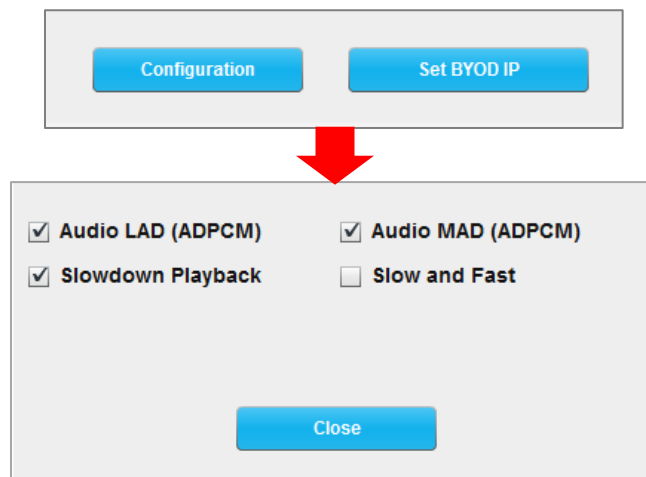 Configuration Set BYOD IP
Audio LAD (ADPCM) Audio MAD (ADPCM)
Slowdown Playback Slow and Fast
Close